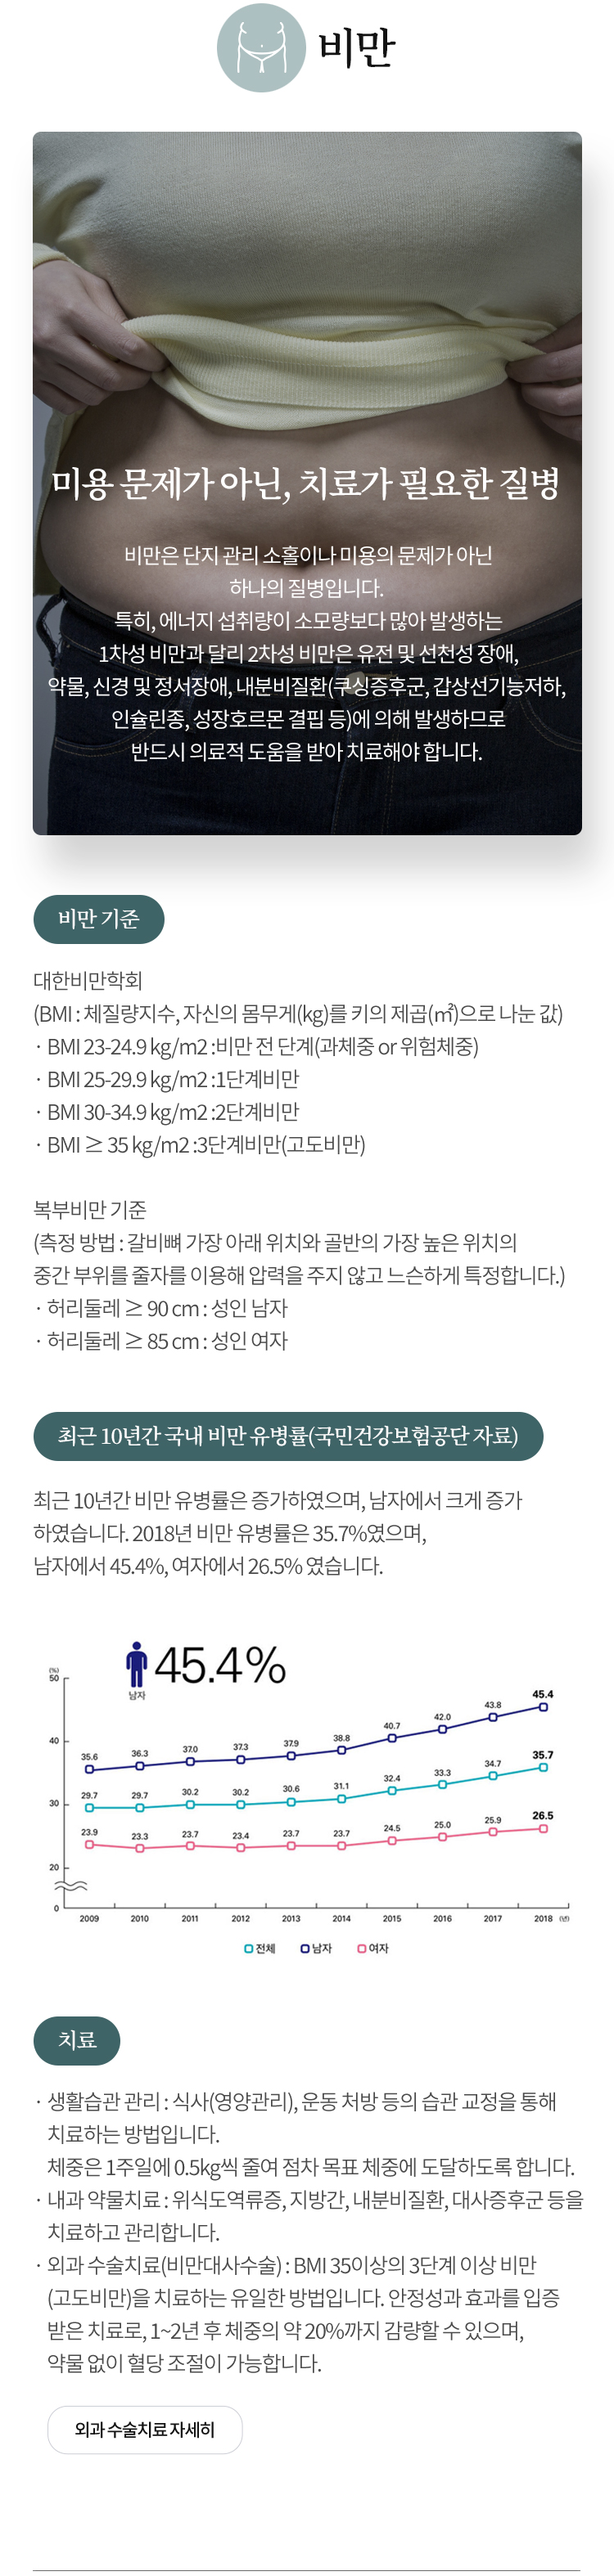 비만
미용 문제가 아닌, 치료가 필요한 질병
비만은 단지 관리 소홀이나 미용의 문제가 아닌
하나의 질병입니다.
특히, 에너지 섭취량이 소모량보다 많아 발생하는
1차성 비만과 달리 2차성 비만은 유전 및 선천성 장애,
약물, 신경 및 정서장애, 내분비질환(쿠싱증후군, 갑상선기능저하,
인슐린종, 성장호르몬 결핍 등)에 의해 발생하므로
반드시 의료적 도움을 받아 치료해야 합니다.
비만 기준
대한비만학회
(BMI : 체질량지수, 자신의 몸무게(kg)를 키의 제곱(㎡)으로 나눈 값)
· BMI 23-24.9 kg/m2 :비만 전 단계(과체중 or 위험체중)
· BMI 25-29.9 kg/m2 :1단계비만
· BMI 30-34.9 kg/m2 :2단계비만
· BMI ≥ 35 kg/m2 :3단계비만(고도비만)
복부비만 기준
(측정 방법 : 갈비뼈 가장 아래 위치와 골반의 가장 높은 위치의
중간 부위를 줄자를 이용해 압력을 주지 않고 느슨하게 특정합니다.)
· 허리둘레 ≥ 90 cm : 성인 남자
· 허리둘레 ≥ 85 cm : 성인 여자
최근 10년간 국내 비만 유병률(국민건강보험공단 자료)
최근 10년간 비만 유병률은 증가하였으며, 남자에서 크게 증가
하였습니다. 2018년 비만 유병률은 35.7%였으며,
남자에서 45.4%, 여자에서 26.5% 였습니다.
45.4%
남자
(%)
50
40
30
20
0
35.6 36.3 37.0 37.3 37.9 38.8 40.7 42.0 43.8 45.4
29.7 29.7 30.2 30.2 30.6 31.1 32.4 33.3 34.7 35.7
23.9 23.3 23.7 23.4 23.7 23.7 24.5 25.0 25.9 26.5
2009 2010 2011 2012 2013 2014 2015 2016 2017 2018 (년)
전체 남자 여자
치료
· 생활습관 관리 : 식사(영양관리), 운동 처방 등의 습관 교정을 통해
치료하는 방법입니다.
체중은 1주일에 0.5kg씩 줄여 점차 목표 체중에 도달하도록 합니다.
· 내과 약물치료 : 위식도역류증, 지방간, 내분비질환, 대사증후군 등을
치료하고 관리합니다.
· 외과 수술치료(비만대사수술) : BMI 35이상의 3단계 이상 비만
(고도비만)을 치료하는 유일한 방법입니다. 안정성과 효과를 입증
받은 치료로, 1~2년 후 체중의 약 20%까지 감량할 수 있으며,
약물 없이 혈당 조절이 가능합니다.
외과 수술치료 자세히